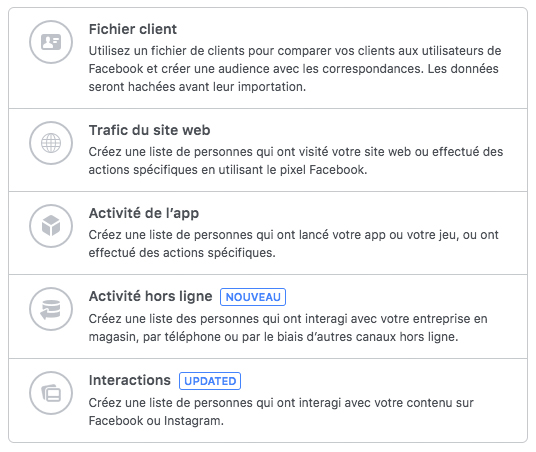 Fichier client
Utilisez un fichier de clients pour comparer vos clients aux utilisateurs de
Facebook et créer une audience avec les correspondances. Les données
seront hachées avant leur importation.
Trafic du site web
Créez une liste de personnes qui ont visité votre site web ou effectué des
actions spécifiques en utilisant le pixel Facebook.
Activité de l’app
Créez une liste de personnes qui ont lancé votre app ou votre jeu, ou ont
effectué des actions spécifiques.
Activité hors ligne NOUVEAU
Créez une liste des personnes qui ont interagi avec votre entreprise en
magasin, par téléphone ou par le biais d’autres canaux hors ligne.
Interactions UPDATED
Créez une liste de personnes qui ont interagi avec votre contenu sur
Facebook ou Instagram.